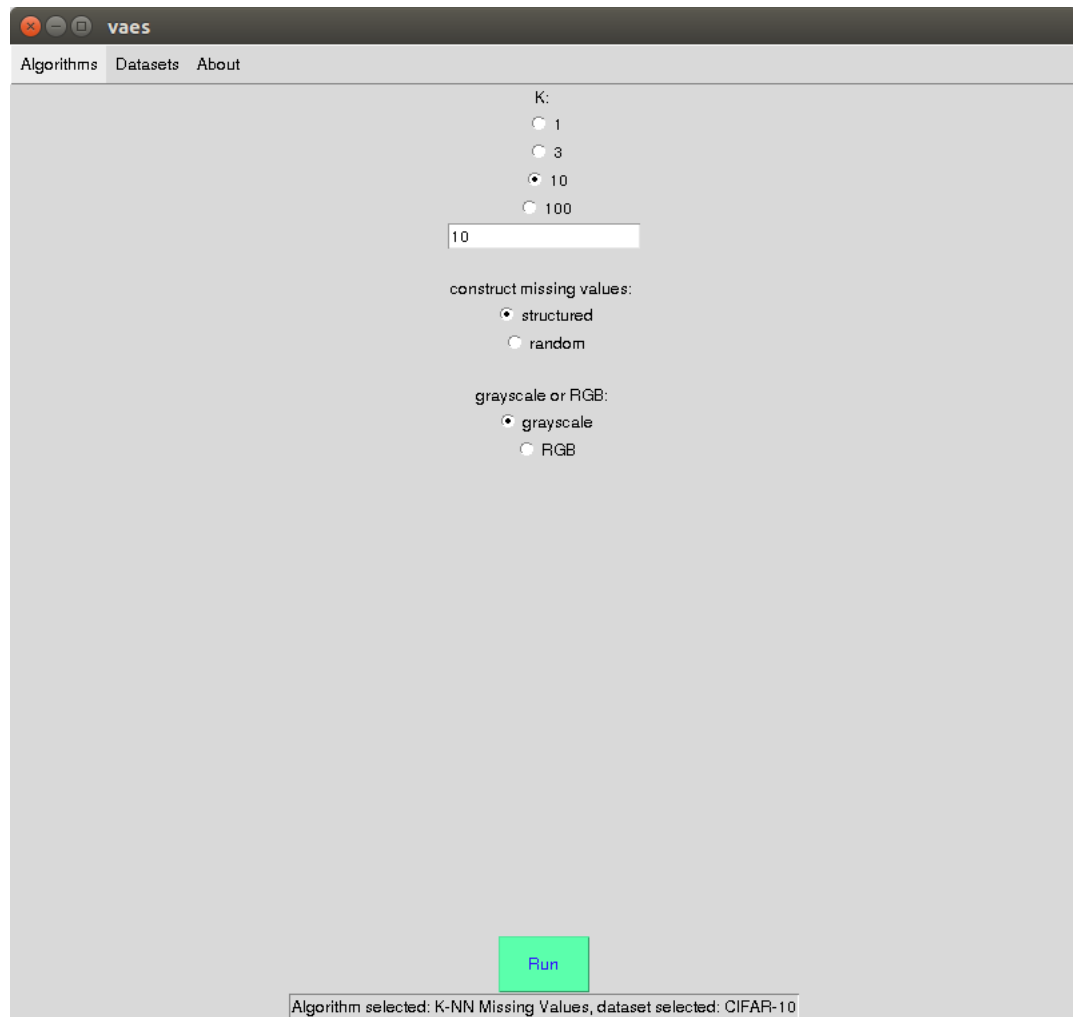 vaes
Algorithms Datasets About
K:
1
3
10
100
10
construct missing values:
structured
random
grayscale or RGB:
grayscale
RGB
Run
Algorithm selected: K-NN Missing Values, dataset selected: CIFAR-10